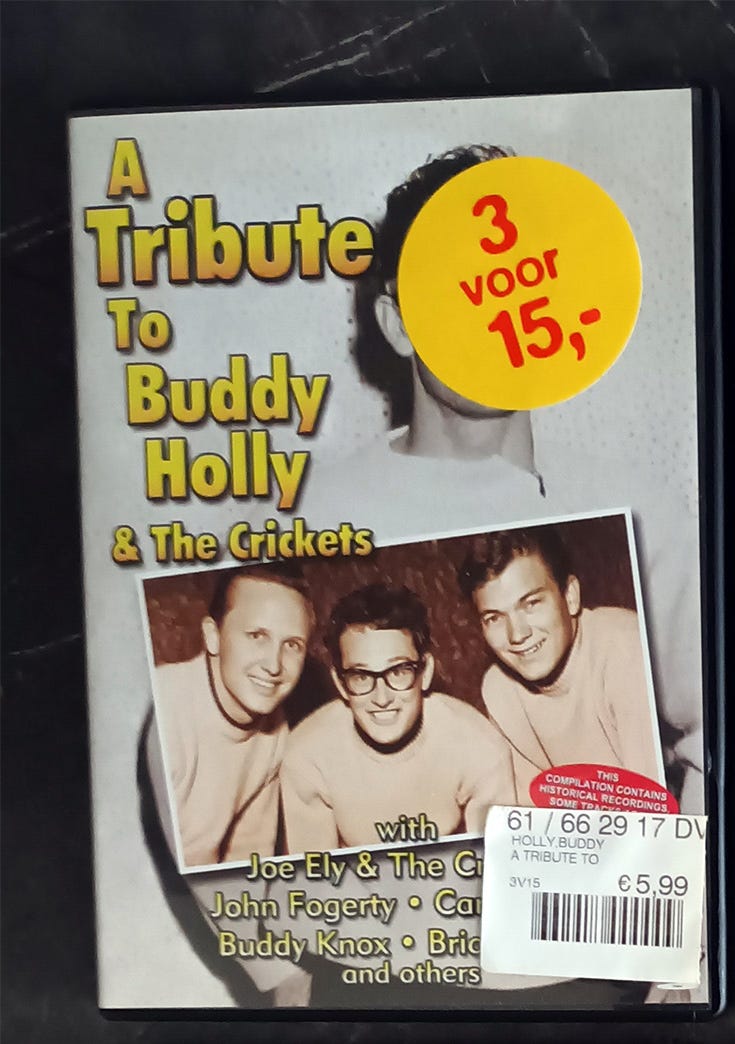 A
Tribute
To
Buddy
Holly
& The Crickets
3
voor
15,-
THIS
COMPILATION CONTAINS
HISTORICAL RECORDINGS,
SOME
with
Joe Ely & The
John Fogerty •
Buddy Knox •
and others
61 / 66 29 17 DV
HOLLY,BUDDY
A TRIBUTE TO
3V15
€5,99